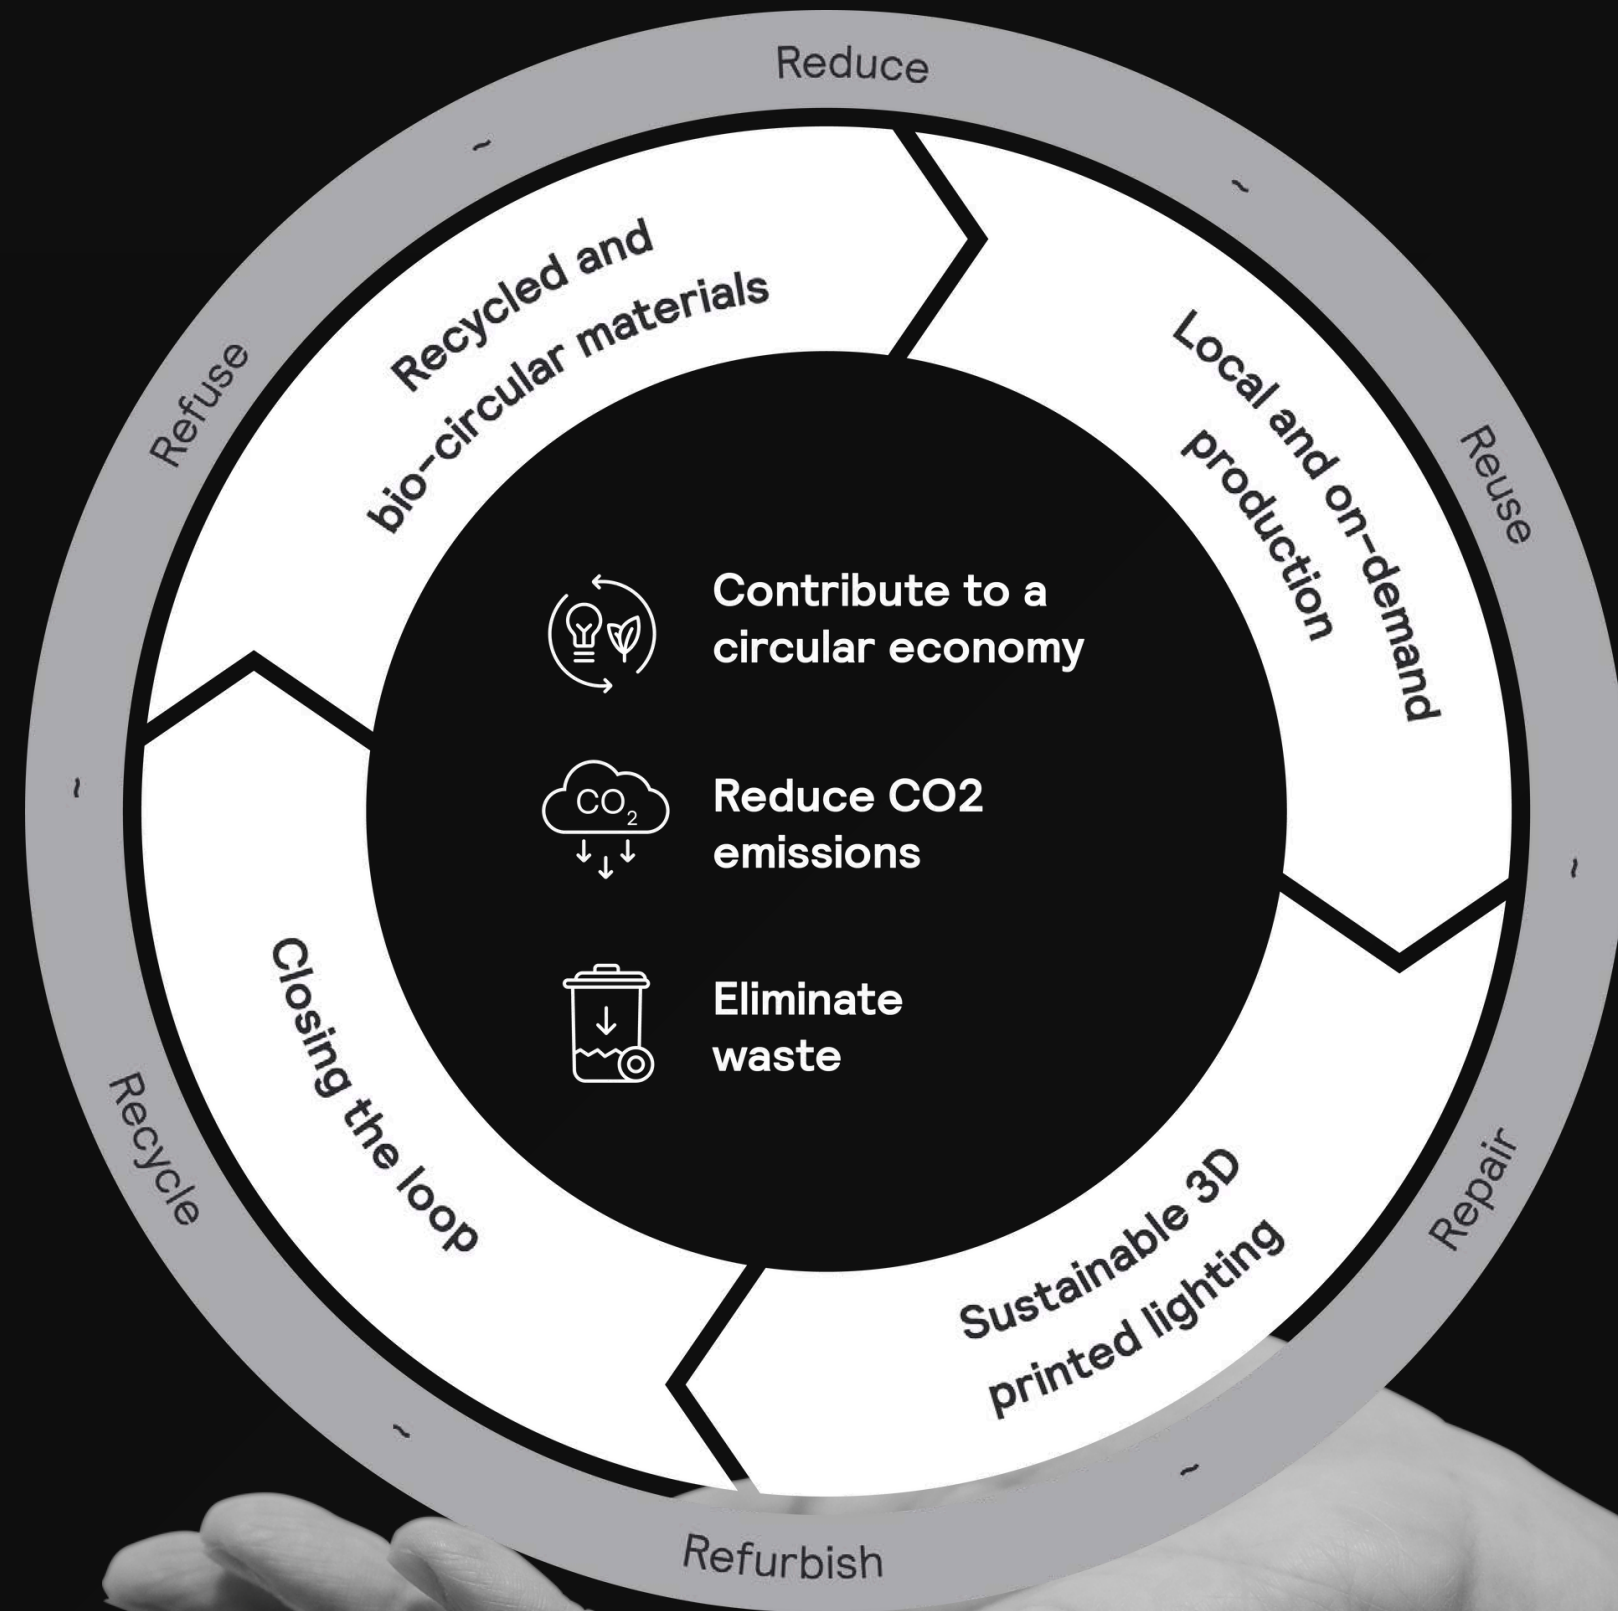 Reduce
~
Reuse
~
Repair
~
Refurbish
~
Recycle
~
Refuse
~
Recycled and
bio-circular materials
Local and on-demand
production
Sustainable 3D
printed lighting
Closing the loop
Contribute to a
circular economy
CO2
Reduce CO2
emissions
Eliminate
waste